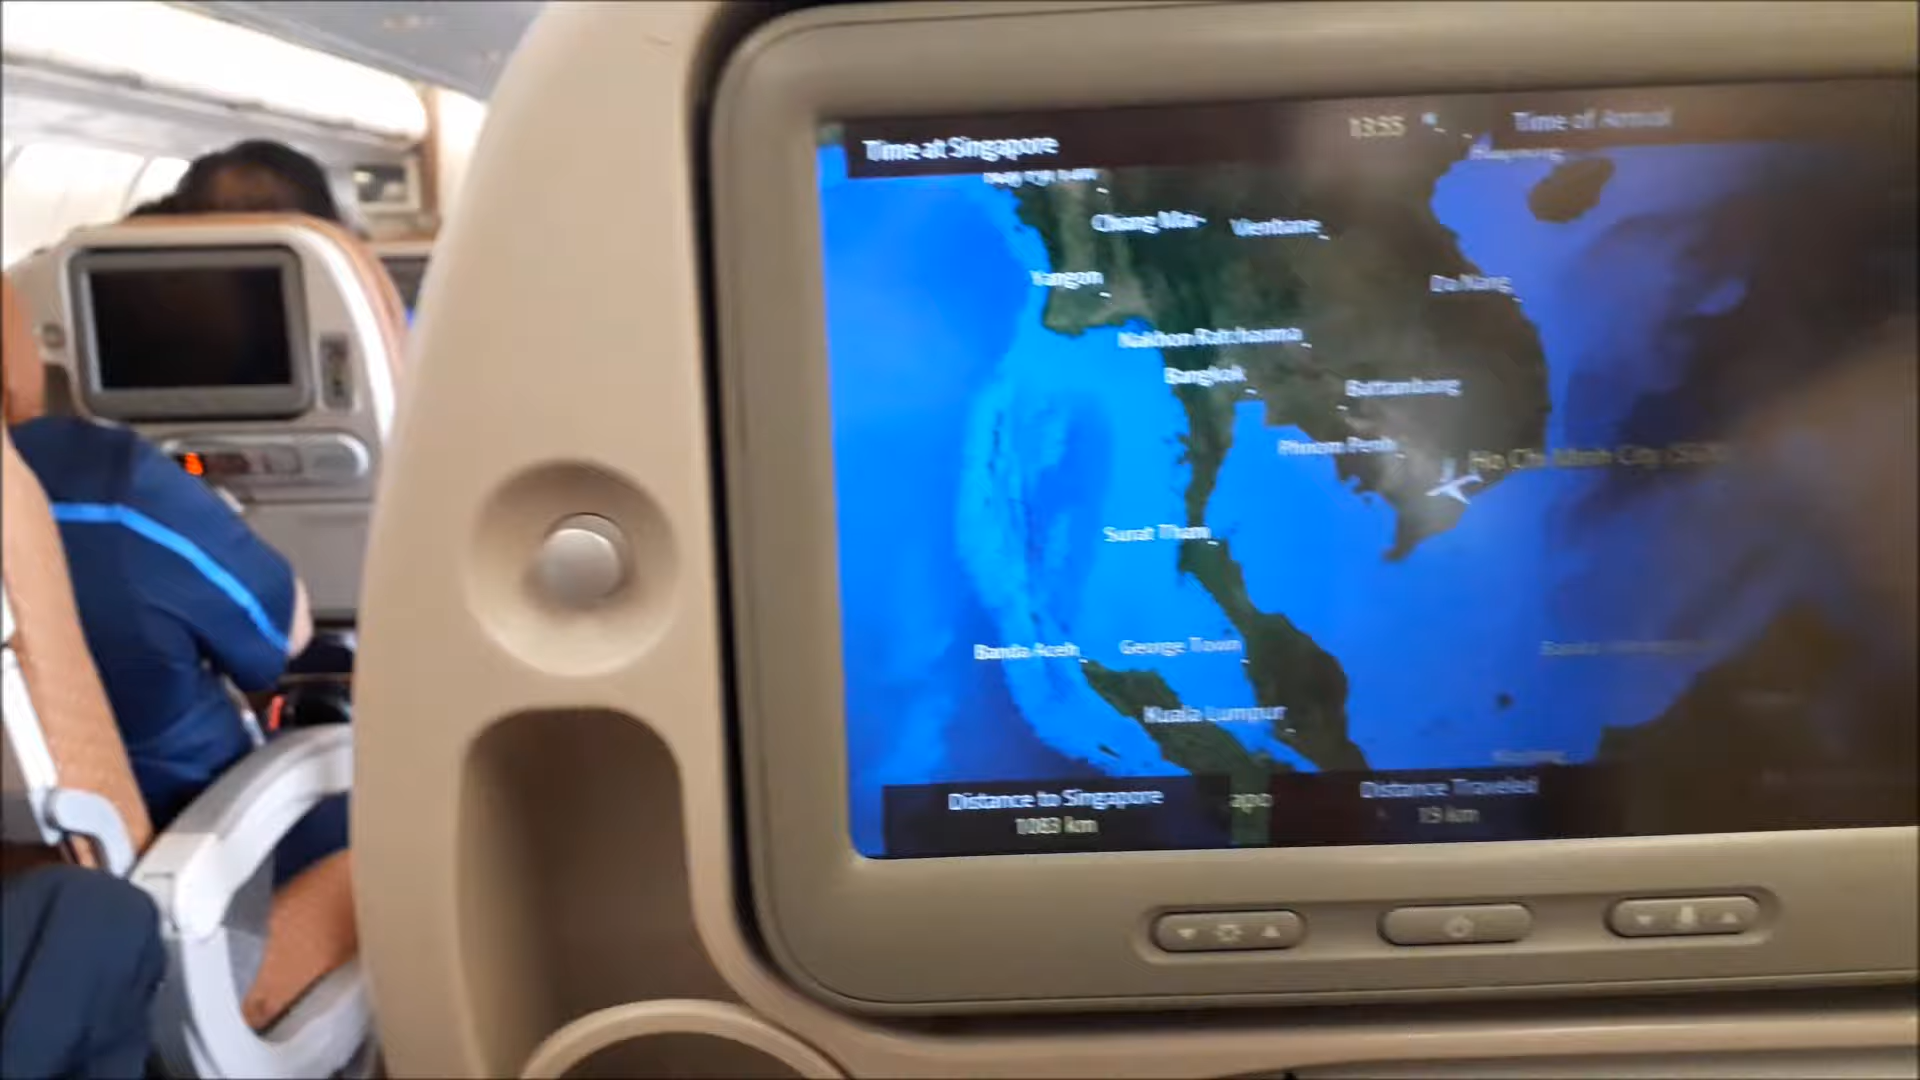 Time at Singapore
13:55
Time of Arrival
Chiang Mai
Vientiane
Yangon
Da Nang
Nakhon Ratchasima
Bangkok
Battambang
Phnom Penh
Ho Chi Minh City
Surat Thani
Banda Aceh
George Town
Kuala Lumpur
Distance to Singapore
1083 km
apo
Distance Traveled
19 km